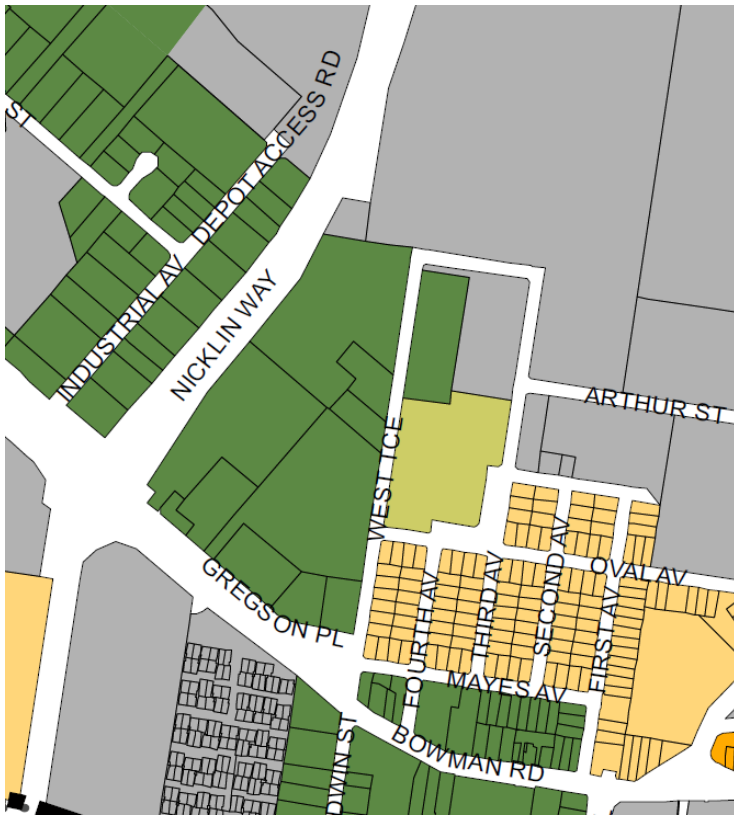 ST
DEPOT ACCESS RD
INDUSTRIAL AV
NICKLIN WAY
ARTHUR ST
WEST TCE
OVAL AV
SECOND AV
THIRD AV
FOURTH AV
FIRST AV
GREGSON PL
MAYES AV
BOWMAN RD
DWIN ST